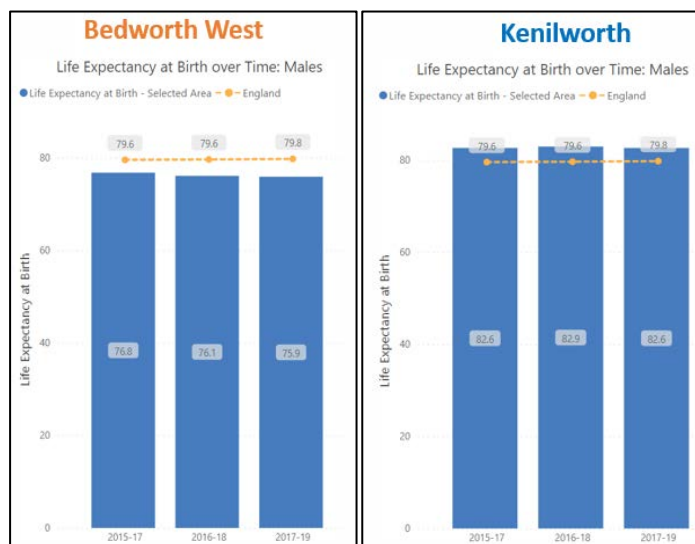 Bedworth West
Life Expectancy at Birth over Time: Males
Life Expectancy at Birth - Selected Area England
79.6 79.6 79.8
80
60
40
20
0
Life Expectancy at Birth
76.8 76.1 75.9
2015-17 2016-18 2017-19
Kenilworth
Life Expectancy at Birth over Time: Males
Life Expectancy at Birth - Selected Area England
79.6 79.6 79.8
80
60
40
20
0
Life Expectancy at Birth
82.6 82.9 82.6
2015-17 2016-18 2017-19